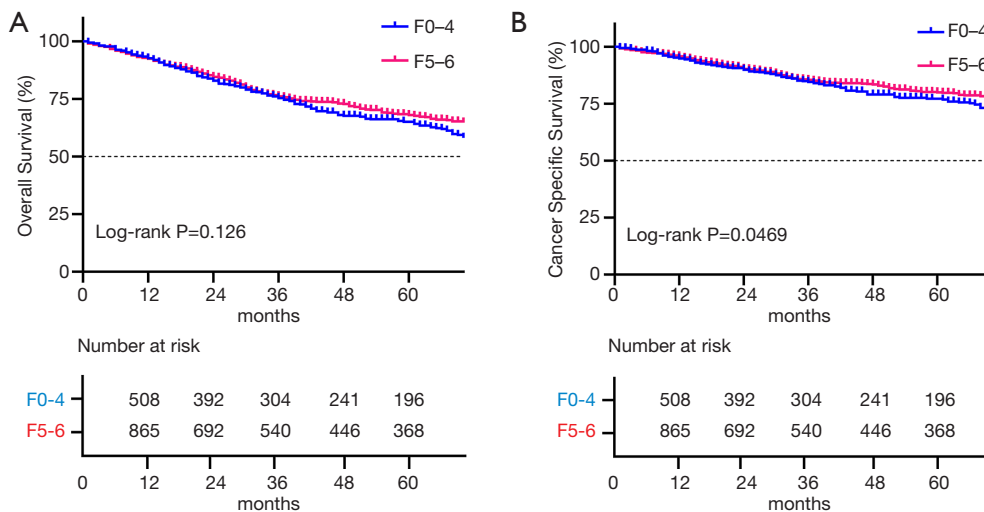 A
F0–4
F5–6
Overall Survival (%)
100
75
50
25
0
Log-rank P=0.126
0 12 24 36 48 60
months
Number at risk
F0-4 508 392 304 241 196
F5-6 865 692 540 446 368
12 24 36 48 60
months
B
F0–4
F5–6
Cancer Specific Survival (%)
100
75
50
25
0
Log-rank P=0.0469
0 12 24 36 48 60
months
Number at risk
F0-4 508 392 304 241 196
F5-6 865 692 540 446 368
12 24 36 48 60
months